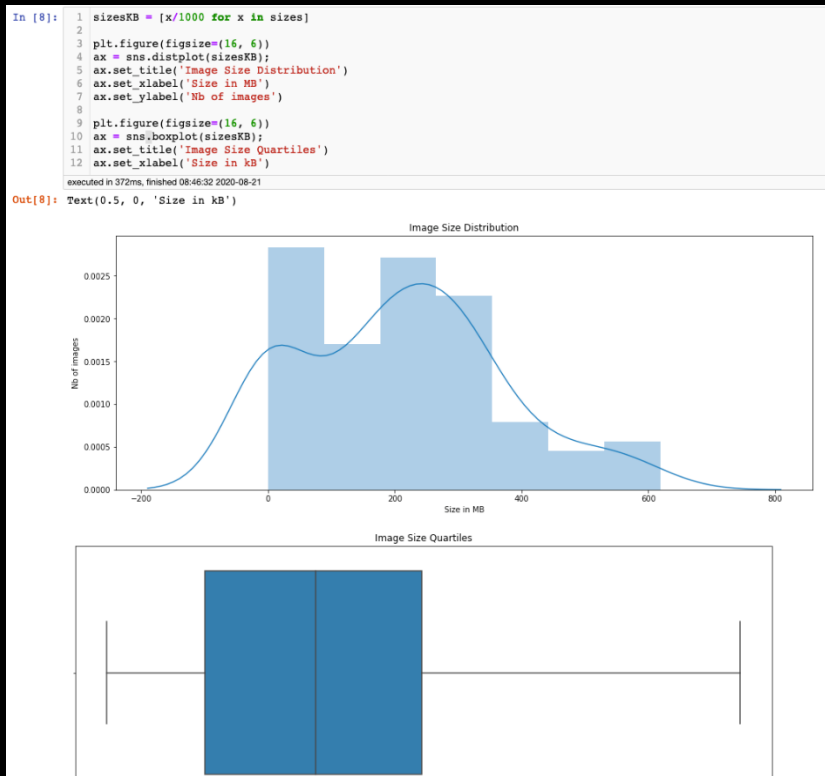 In [8]:
1 sizesKB = [x/1000 for x in sizes]
2
3 plt.figure(figsize=(16, 6))
4 ax = sns.distplot(sizesKB);
5 ax.set_title('Image Size Distribution')
6 ax.set_xlabel('Size in MB')
7 ax.set_ylabel('Nb of images')
8
9 plt.figure(figsize=(16, 6))
10 ax = sns.boxplot(sizesKB);
11 ax.set_title('Image Size Quartiles')
12 ax.set_xlabel('Size in kB')
executed in 372ms, finished 08:46:32 2020-08-21
Out[8]: Text(0.5, 0, 'Size in kB')
Image Size Distribution
0.0025
0.0020
0.0015
0.0010
0.0005
0.0000
Nb of images
−200 0 200 400 600 800
Size in MB
Image Size Quartiles